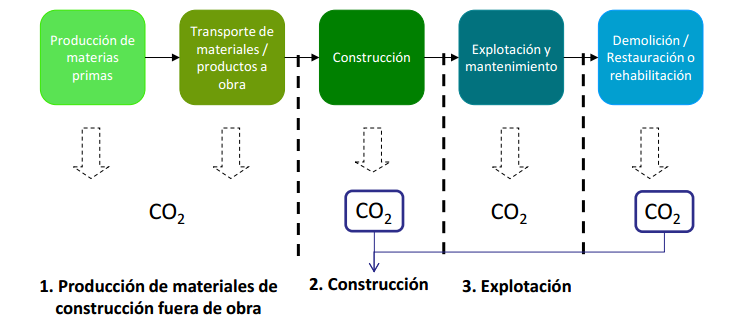 Producción de
materias
primas
Transporte de
materiales /
productos a
obra
Construcción
Explotación y
mantenimiento
Demolición /
Restauración o
rehabilitación
CO2
CO2
CO2
CO2
1. Producción de materiales de
construcción fuera de obra
2. Construcción
3. Explotación